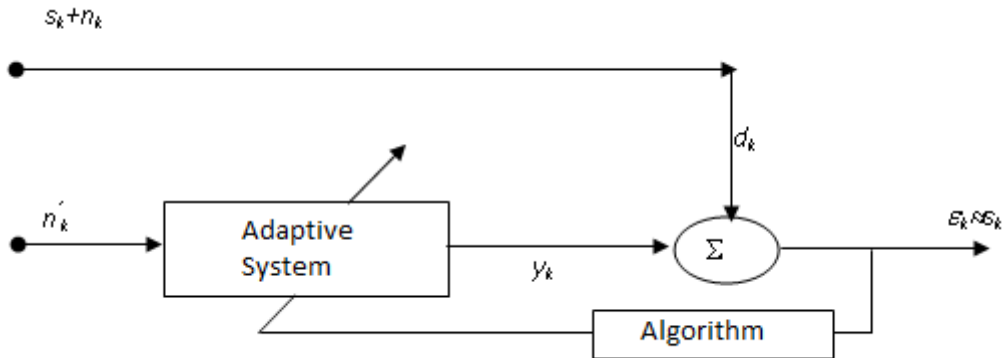 sₖ+nₖ
dₖ
n′ₖ
Adaptive
System
yₖ
Σ
εₖ≈sₖ
Algorithm